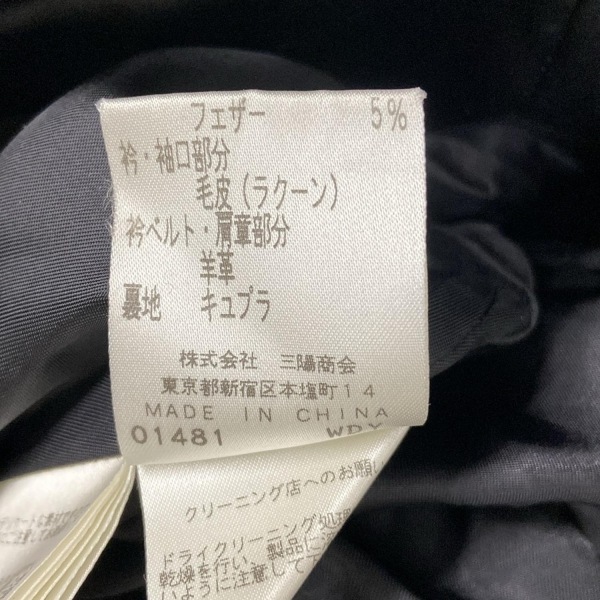 フェザー 5%
衿・袖口部分
毛皮(ラクーン)
衿ベルト・肩章部分
羊革
裏地 キュプラ
株式会社 三陽商会
東京都新宿区本塩町14
MADE IN CHINA
01481 WDY
クリーニング店へのお願い
ドライクリーニング処理
乾燥を行い、製品に
いように注意して下